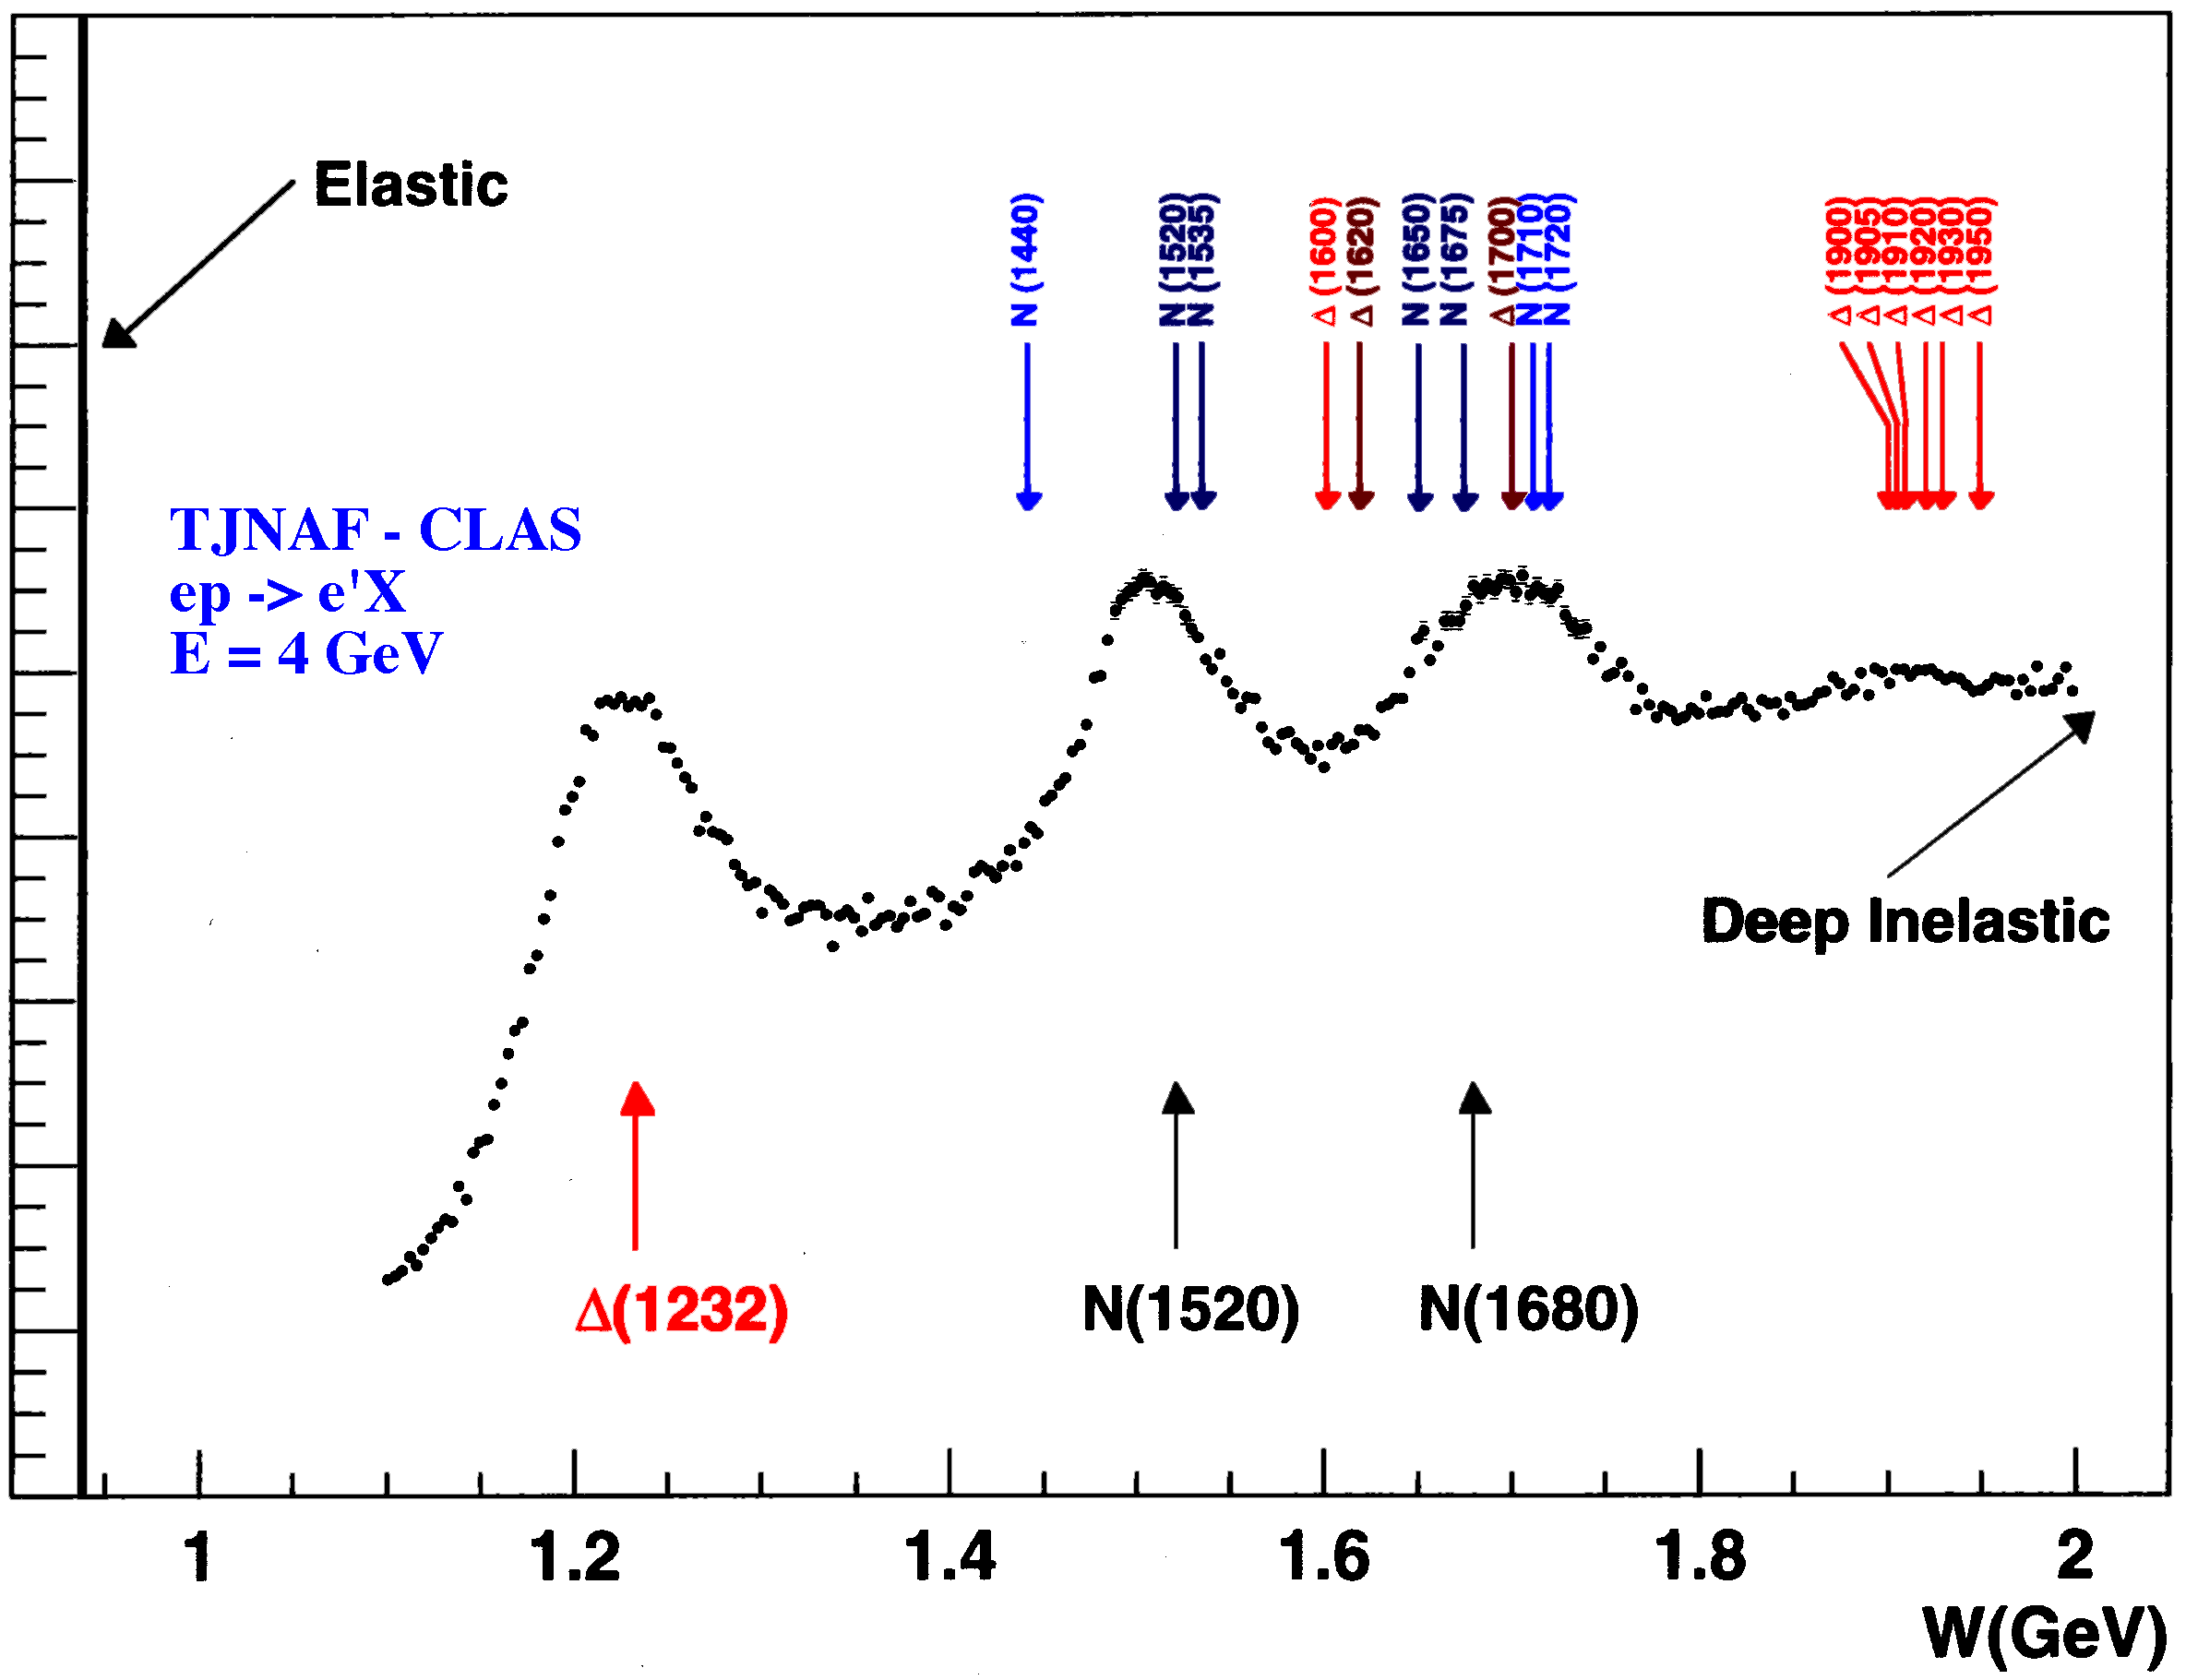 Elastic
N (1440)
N (1520)
N (1535)
Δ (1600)
Δ (1620)
N (1650)
N (1675)
Δ (1700)
N (1710)
N (1720)
Δ (1900)
Δ (1905)
Δ (1910)
Δ (1920)
Δ (1930)
Δ (1950)
TJNAF - CLAS
ep -> e'X
E = 4 GeV
Deep Inelastic
Δ(1232)
N(1520)
N(1680)
1 1.2 1.4 1.6 1.8 2
W(GeV)